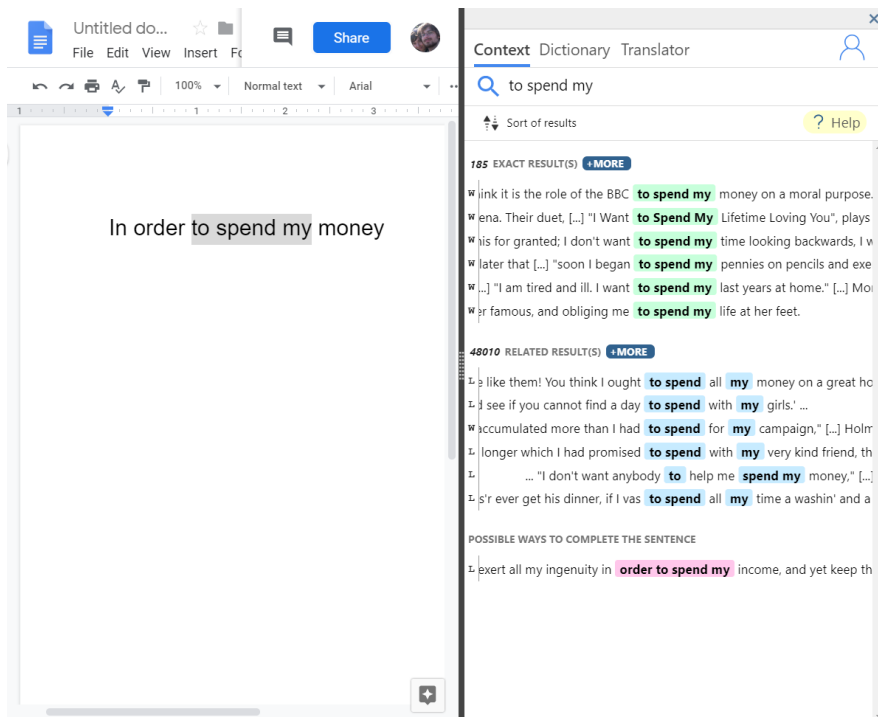 Untitled do...
File Edit View Insert
Share
100% Normal text Arial
1 1 2 3
In order to spend my money
Context Dictionary Translator
to spend my
Sort of results
? Help
185 EXACT RESULT(S) +MORE
W ink it is the role of the BBC to spend my money on a moral purpose.
W ena. Their duet, [...] "I Want to Spend My Lifetime Loving You", plays
W his for granted; I don't want to spend my time looking backwards, I
W later that [...] "soon I began to spend my pennies on pencils and exe
W ...] "I am tired and ill. I want to spend my last years at home." [...] Mo
W er famous, and obliging me to spend my life at her feet.
48010 RELATED RESULT(S) +MORE
L e like them! You think I ought to spend all my money on a great ho
L d see if you cannot find a day to spend with my girls.' ...
W accumulated more than I had to spend for my campaign," [...] Holm
L longer which I had promised to spend with my very kind friend, th
L ... "I don't want anybody to help me spend my money," [...]
L s'r ever get his dinner, if I vas to spend all my time a washin' and a
POSSIBLE WAYS TO COMPLETE THE SENTENCE
L exert all my ingenuity in order to spend my income, and yet keep th